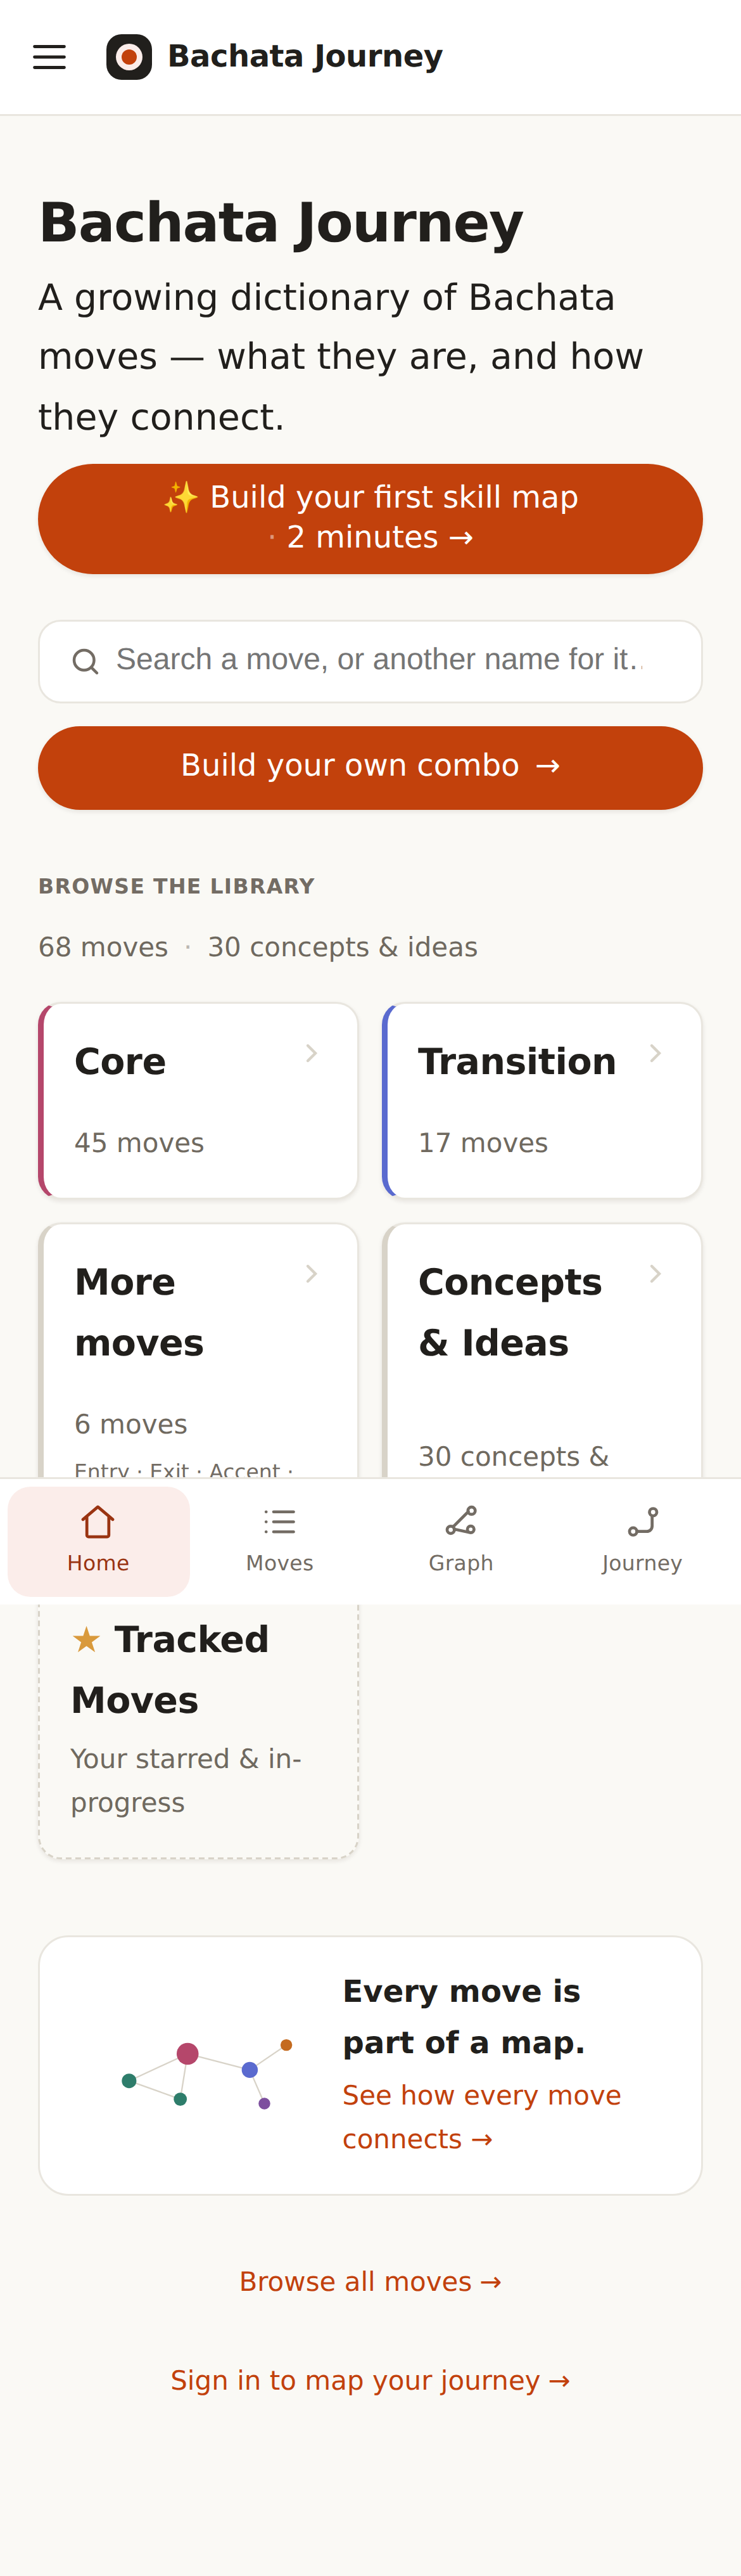 Bachata Journey
Bachata Journey
A growing dictionary of Bachata
moves — what they are, and how
they connect.
✨ Build your first skill map
· 2 minutes →
Search a move, or another name for it..
Build your own combo →
BROWSE THE LIBRARY
68 moves · 30 concepts & ideas
Core
45 moves
Transition
17 moves
More
moves
6 moves
Entry · Exit · Accent ·
Concepts
& Ideas
30 concepts &
Home
Moves
Graph
Journey
★ Tracked
Moves
Your starred & in-
progress
Every move is
part of a map.
See how every move
connects →
Browse all moves →
Sign in to map your journey →